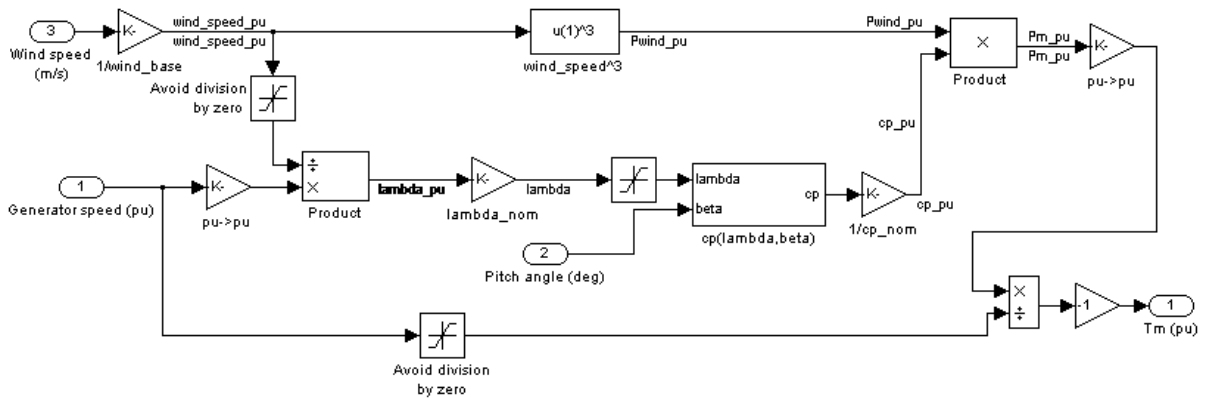 3
Wind speed
(m/s)
K-
1/wind_base
wind_speed_pu
wind_speed_pu
u(1)^3
wind_speed^3
Pwind_pu
Pwind_pu
×
Product
Pm_pu
Pm_pu
K-
pu->pu
Avoid division
by zero
cp_pu
1
Generator speed (pu)
K-
pu->pu
÷
×
Product
lambda_pu
K-
lambda_nom
lambda
lambda
beta
cp
cp(lambda,beta)
K-
1/cp_nom
cp_pu
2
Pitch angle (deg)
×
÷
-1
1
Tm (pu)
Avoid division
by zero